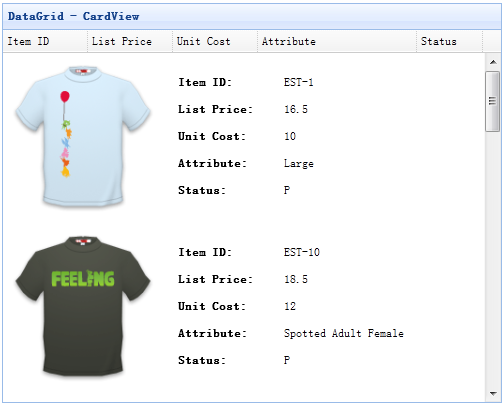 DataGrid - CardView
Item ID List Price Unit Cost Attribute Status
Item ID: EST-1
List Price: 16.5
Unit Cost: 10
Attribute: Large
Status: P
FEELING
Item ID: EST-10
List Price: 18.5
Unit Cost: 12
Attribute: Spotted Adult Female
Status: P